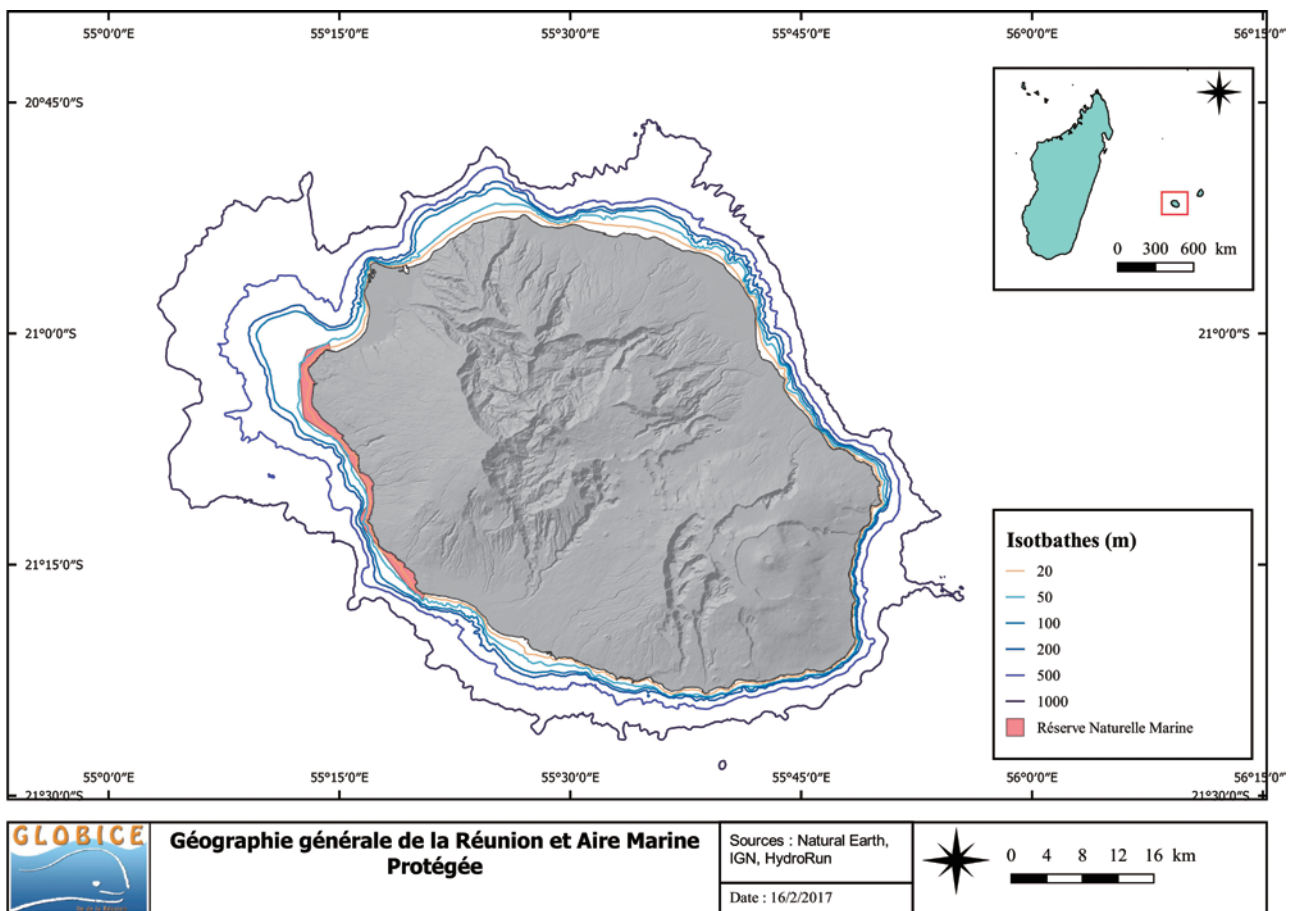 55°0′0″E 55°15′0″E 55°30′0″E 55°45′0″E 56°0′0″E 56°15′0″
20°45′0″S
21°0′0″S 21°0′0″S
21°15′0″S
0 300 600 km
Isotbathes (m)
20
50
100
200
500
1000
Réserve Naturelle Marine
55°0′0″E 55°15′0″E 55°30′0″E 55°45′0″E 56°0′0″E 56°15′0″
21°30′0″S 21°30′0″S
GLOBICE
Géographie générale de la Réunion et Aire Marine
Protégée
Sources : Natural Earth,
IGN, HydroRun
Date : 16/2/2017
0 4 8 12 16 km